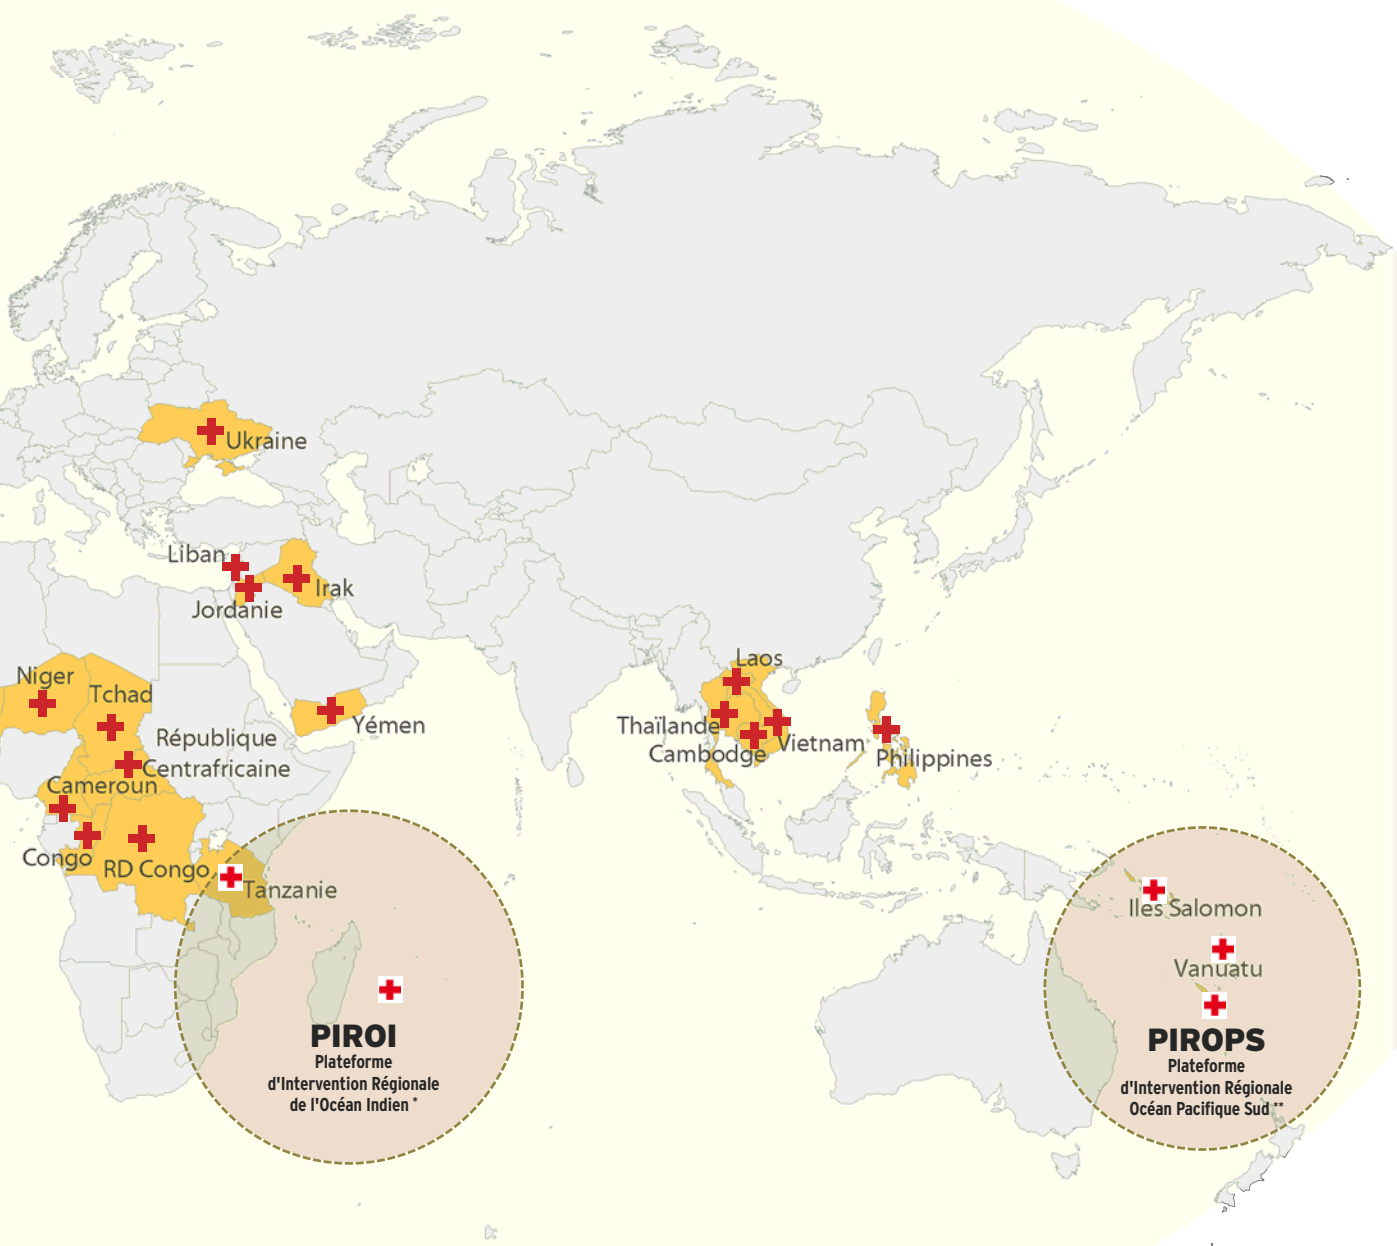 Ukraine
Liban
Irak
Jordanie
Niger
Tchad
Yémen
République
Centrafricaine
Cameroun
Congo
RD Congo
Tanzanie
Laos
Thaïlande
Vietnam
Cambodge
Philippines
PIROI
Plateforme
d'Intervention Régionale
de l'Océan Indien *
Iles Salomon
Vanuatu
PIROPS
Plateforme
d'Intervention Régionale
Océan Pacifique Sud **